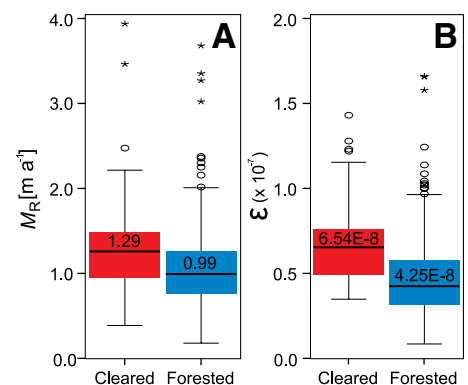 A
4.0
3.0
2.0
1.0
0.0
M_R [m a⁻¹]
1.29
0.99
Cleared Forested
B
2.0
1.5
1.0
0.5
0.0
ε (x 10⁻⁷)
6.54E-8
4.25E-8
Cleared Forested